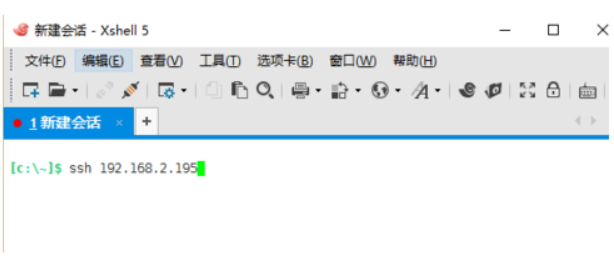 新建会话 - Xshell 5
文件(F) 编辑(E) 查看(V) 工具(T) 选项卡(B) 窗口(W) 帮助(H)
1 新建会话 × +
[c:\~]$ ssh 192.168.2.195